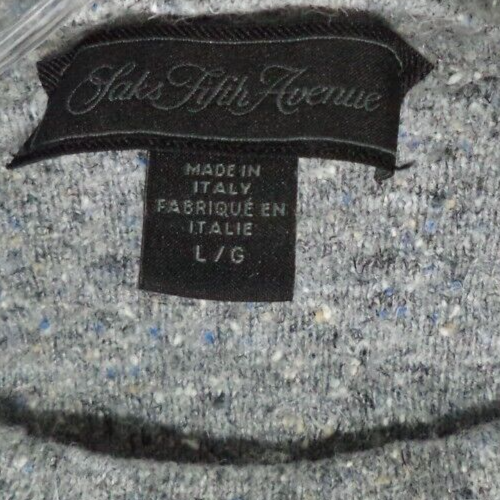 Saks Fifth Avenue
MADE IN
ITALY
FABRIQUÉ EN
ITALIE
L / G